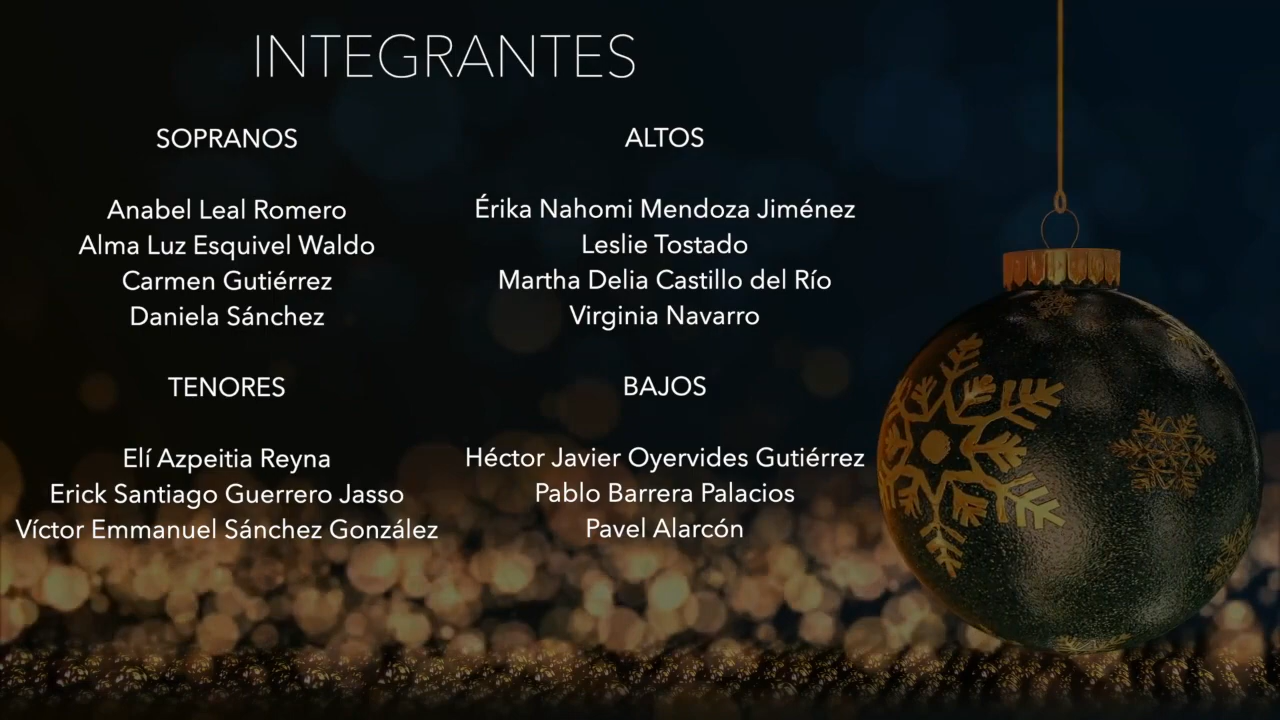 INTEGRANTES
SOPRANOS
Anabel Leal Romero
Alma Luz Esquivel Waldo
Carmen Gutiérrez
Daniela Sánchez
ALTOS
Érika Nahomi Mendoza Jiménez
Leslie Tostado
Martha Delia Castillo del Río
Virginia Navarro
TENORES
Elí Azpeitia Reyna
Erick Santiago Guerrero Jasso
Víctor Emmanuel Sánchez González
BAJOS
Héctor Javier Oyervides Gutiérrez
Pablo Barrera Palacios
Pavel Alarcón